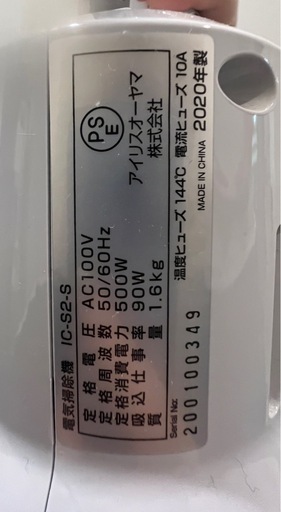 電気掃除機 IC-S2-S
定格電圧 AC100V
定格周波数 50/60Hz
定格消費電力 500W
吸込仕事率 90W
質量 1.6kg
PSE
アイリスオーヤマ
株式会社
温度ヒューズ 144℃ 電流ヒューズ 10A
MADE IN CHINA 2020年製
Serial No:
200100349